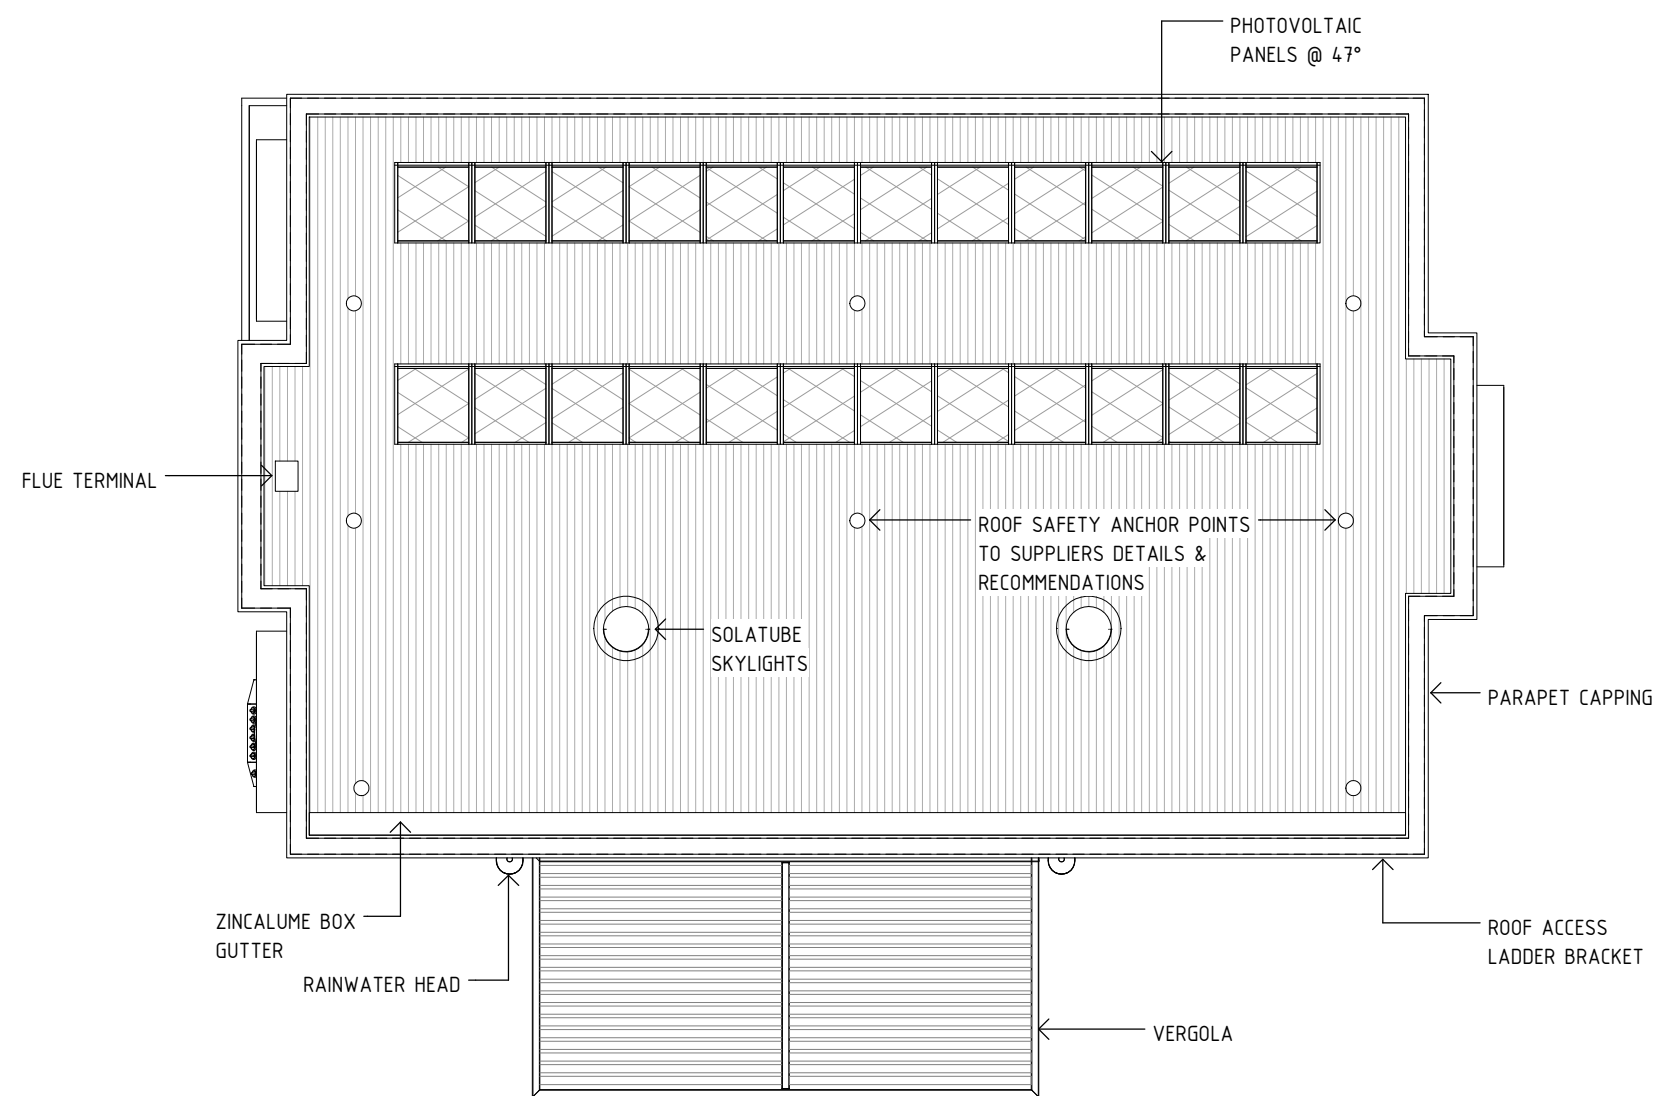 PHOTOVOLTAIC
PANELS @ 47°
FLUE TERMINAL
ROOF SAFETY ANCHOR POINTS
TO SUPPLIERS DETAILS &
RECOMMENDATIONS
SOLATUBE
SKYLIGHTS
PARAPET CAPPING
ZINCALUME BOX
GUTTER
RAINWATER HEAD
ROOF ACCESS
LADDER BRACKET
VERGOLA